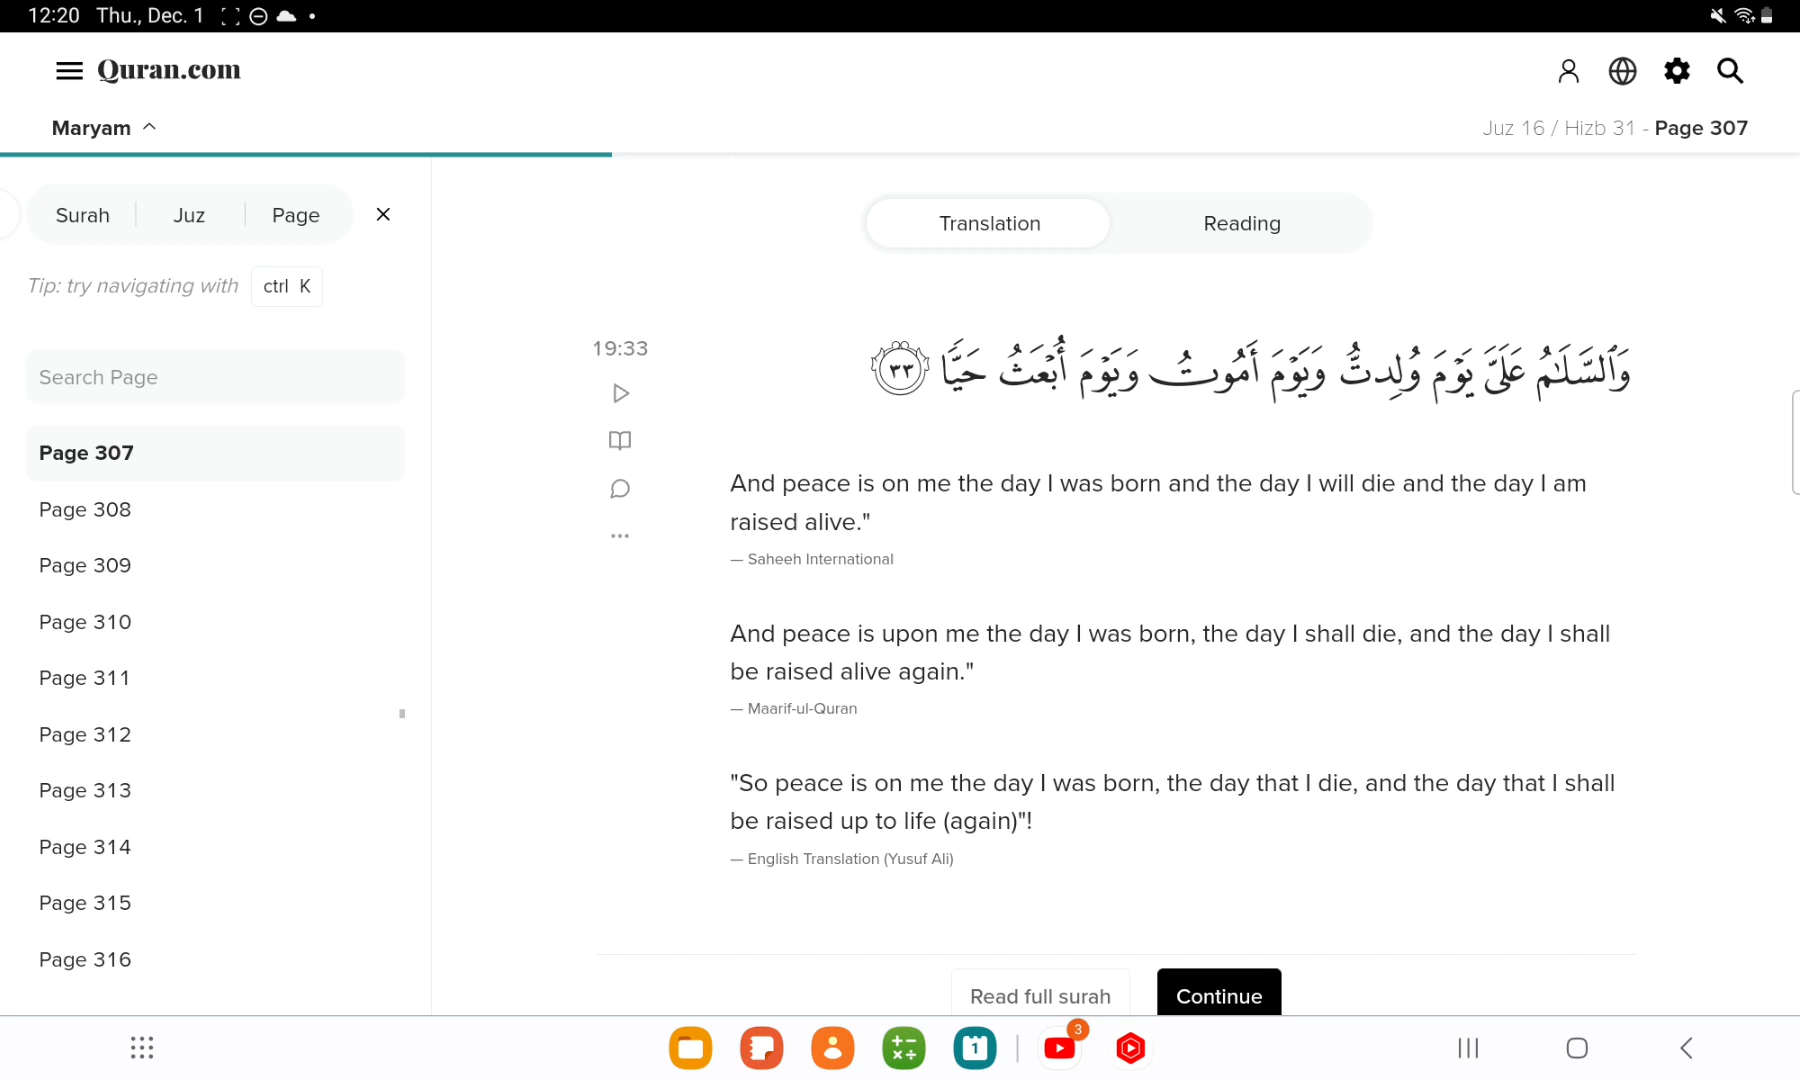 12:20 Thu., Dec. 1
Quran.com
Maryam
Juz 16 / Hizb 31 - Page 307
Surah Juz Page
Tip: try navigating with ctrl K
Search Page
Page 307
Page 308
Page 309
Page 310
Page 311
Page 312
Page 313
Page 314
Page 315
Page 316
Translation Reading
19:33
وَٱلسَّلَـٰمُ عَلَىَّ يَوْمَ وُلِدتُّ وَيَوْمَ أَمُوتُ وَيَوْمَ أُبْعَثُ حَيًّا ٣٣
And peace is on me the day I was born and the day I will die and the day I am
raised alive."
— Saheeh International
And peace is upon me the day I was born, the day I shall die, and the day I shall
be raised alive again."
— Maarif-ul-Quran
"So peace is on me the day I was born, the day that I die, and the day that I shall
be raised up to life (again)"!
— English Translation (Yusuf Ali)
Read full surah Continue
1
3